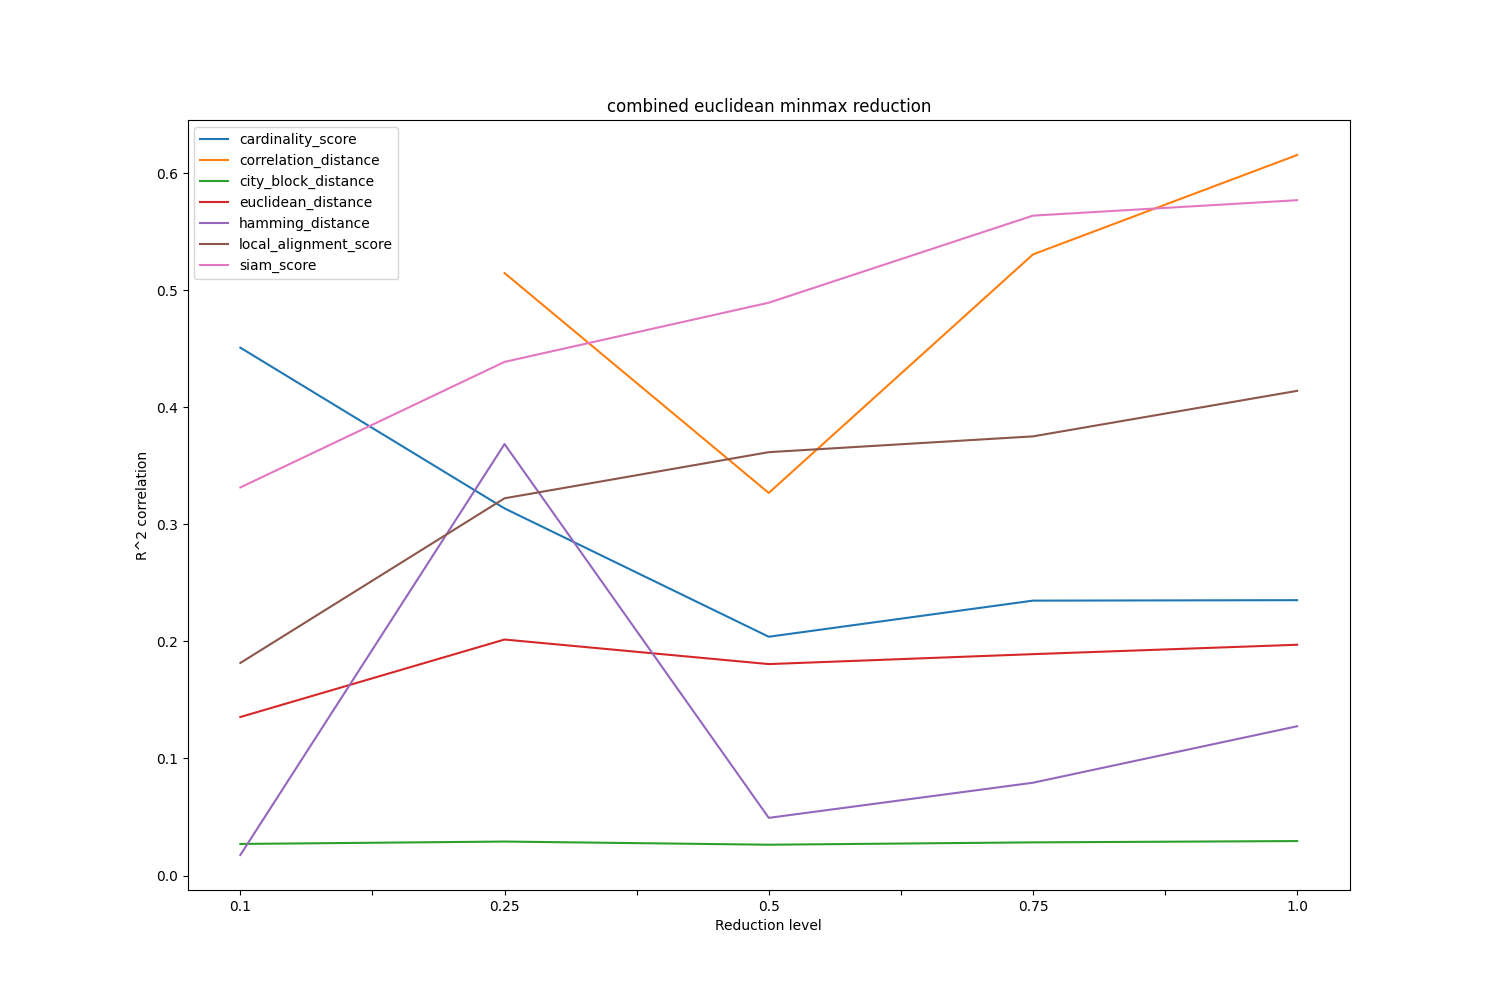 combined euclidean minmax reduction
cardinality_score
correlation_distance
city_block_distance
euclidean_distance
hamming_distance
local_alignment_score
siam_score
0.6
0.5
0.4
0.3
0.2
0.1
0.0
R^2 correlation
0.1 0.25 0.5 0.75 1.0
Reduction level